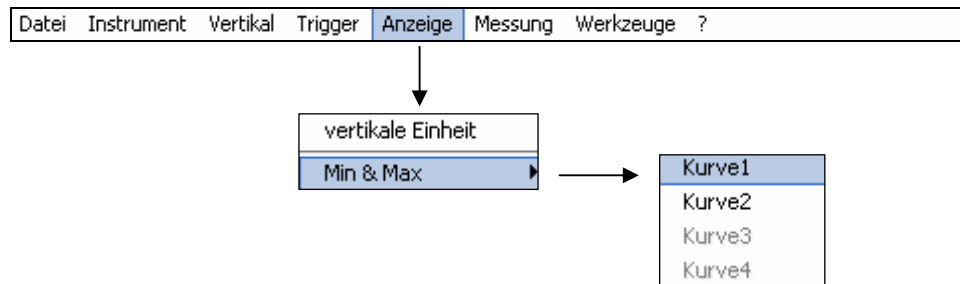 Datei Instrument Vertikal Trigger Anzeige Messung Werkzeuge ?
vertikale Einheit
Min & Max
Kurve1
Kurve2
Kurve3
Kurve4